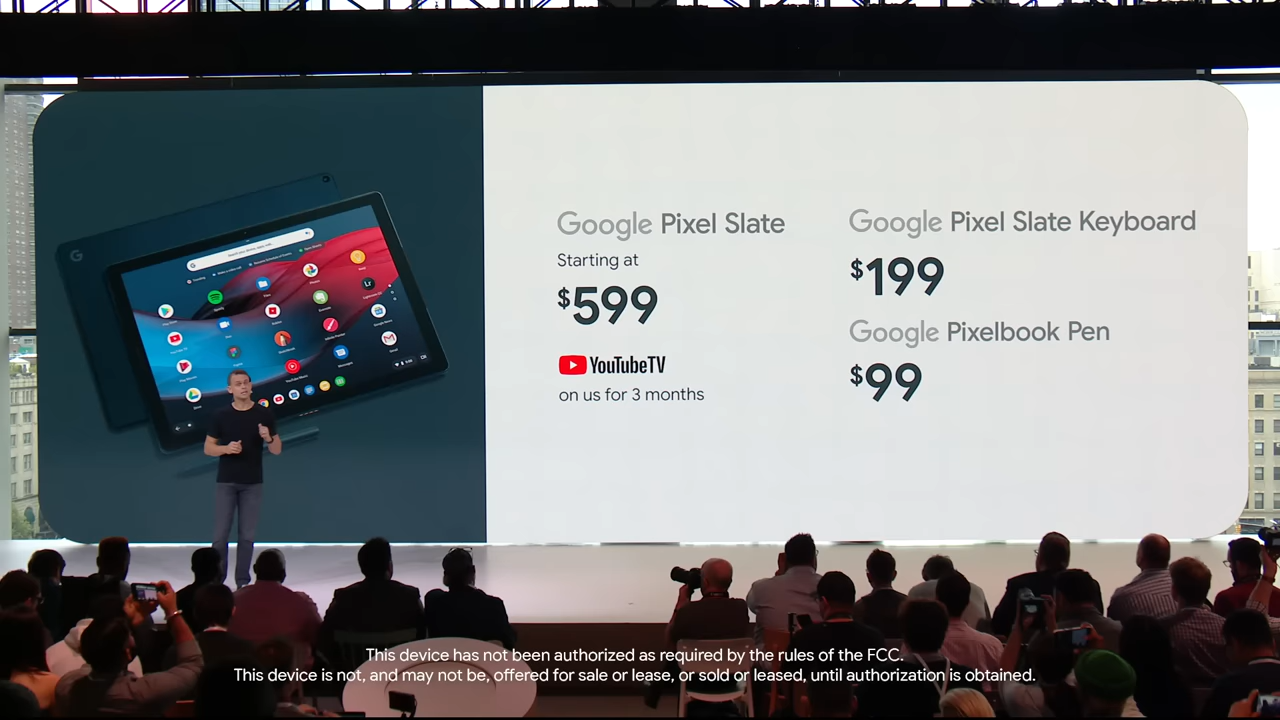 Google Pixel Slate
Starting at
$599
YouTubeTV
on us for 3 months
Google Pixel Slate Keyboard
$199
Google Pixelbook Pen
$99
G
This device has not been authorized as required by the rules of the FCC.
This device is not, and may not be, offered for sale or lease, or sold or leased, until authorization is obtained.